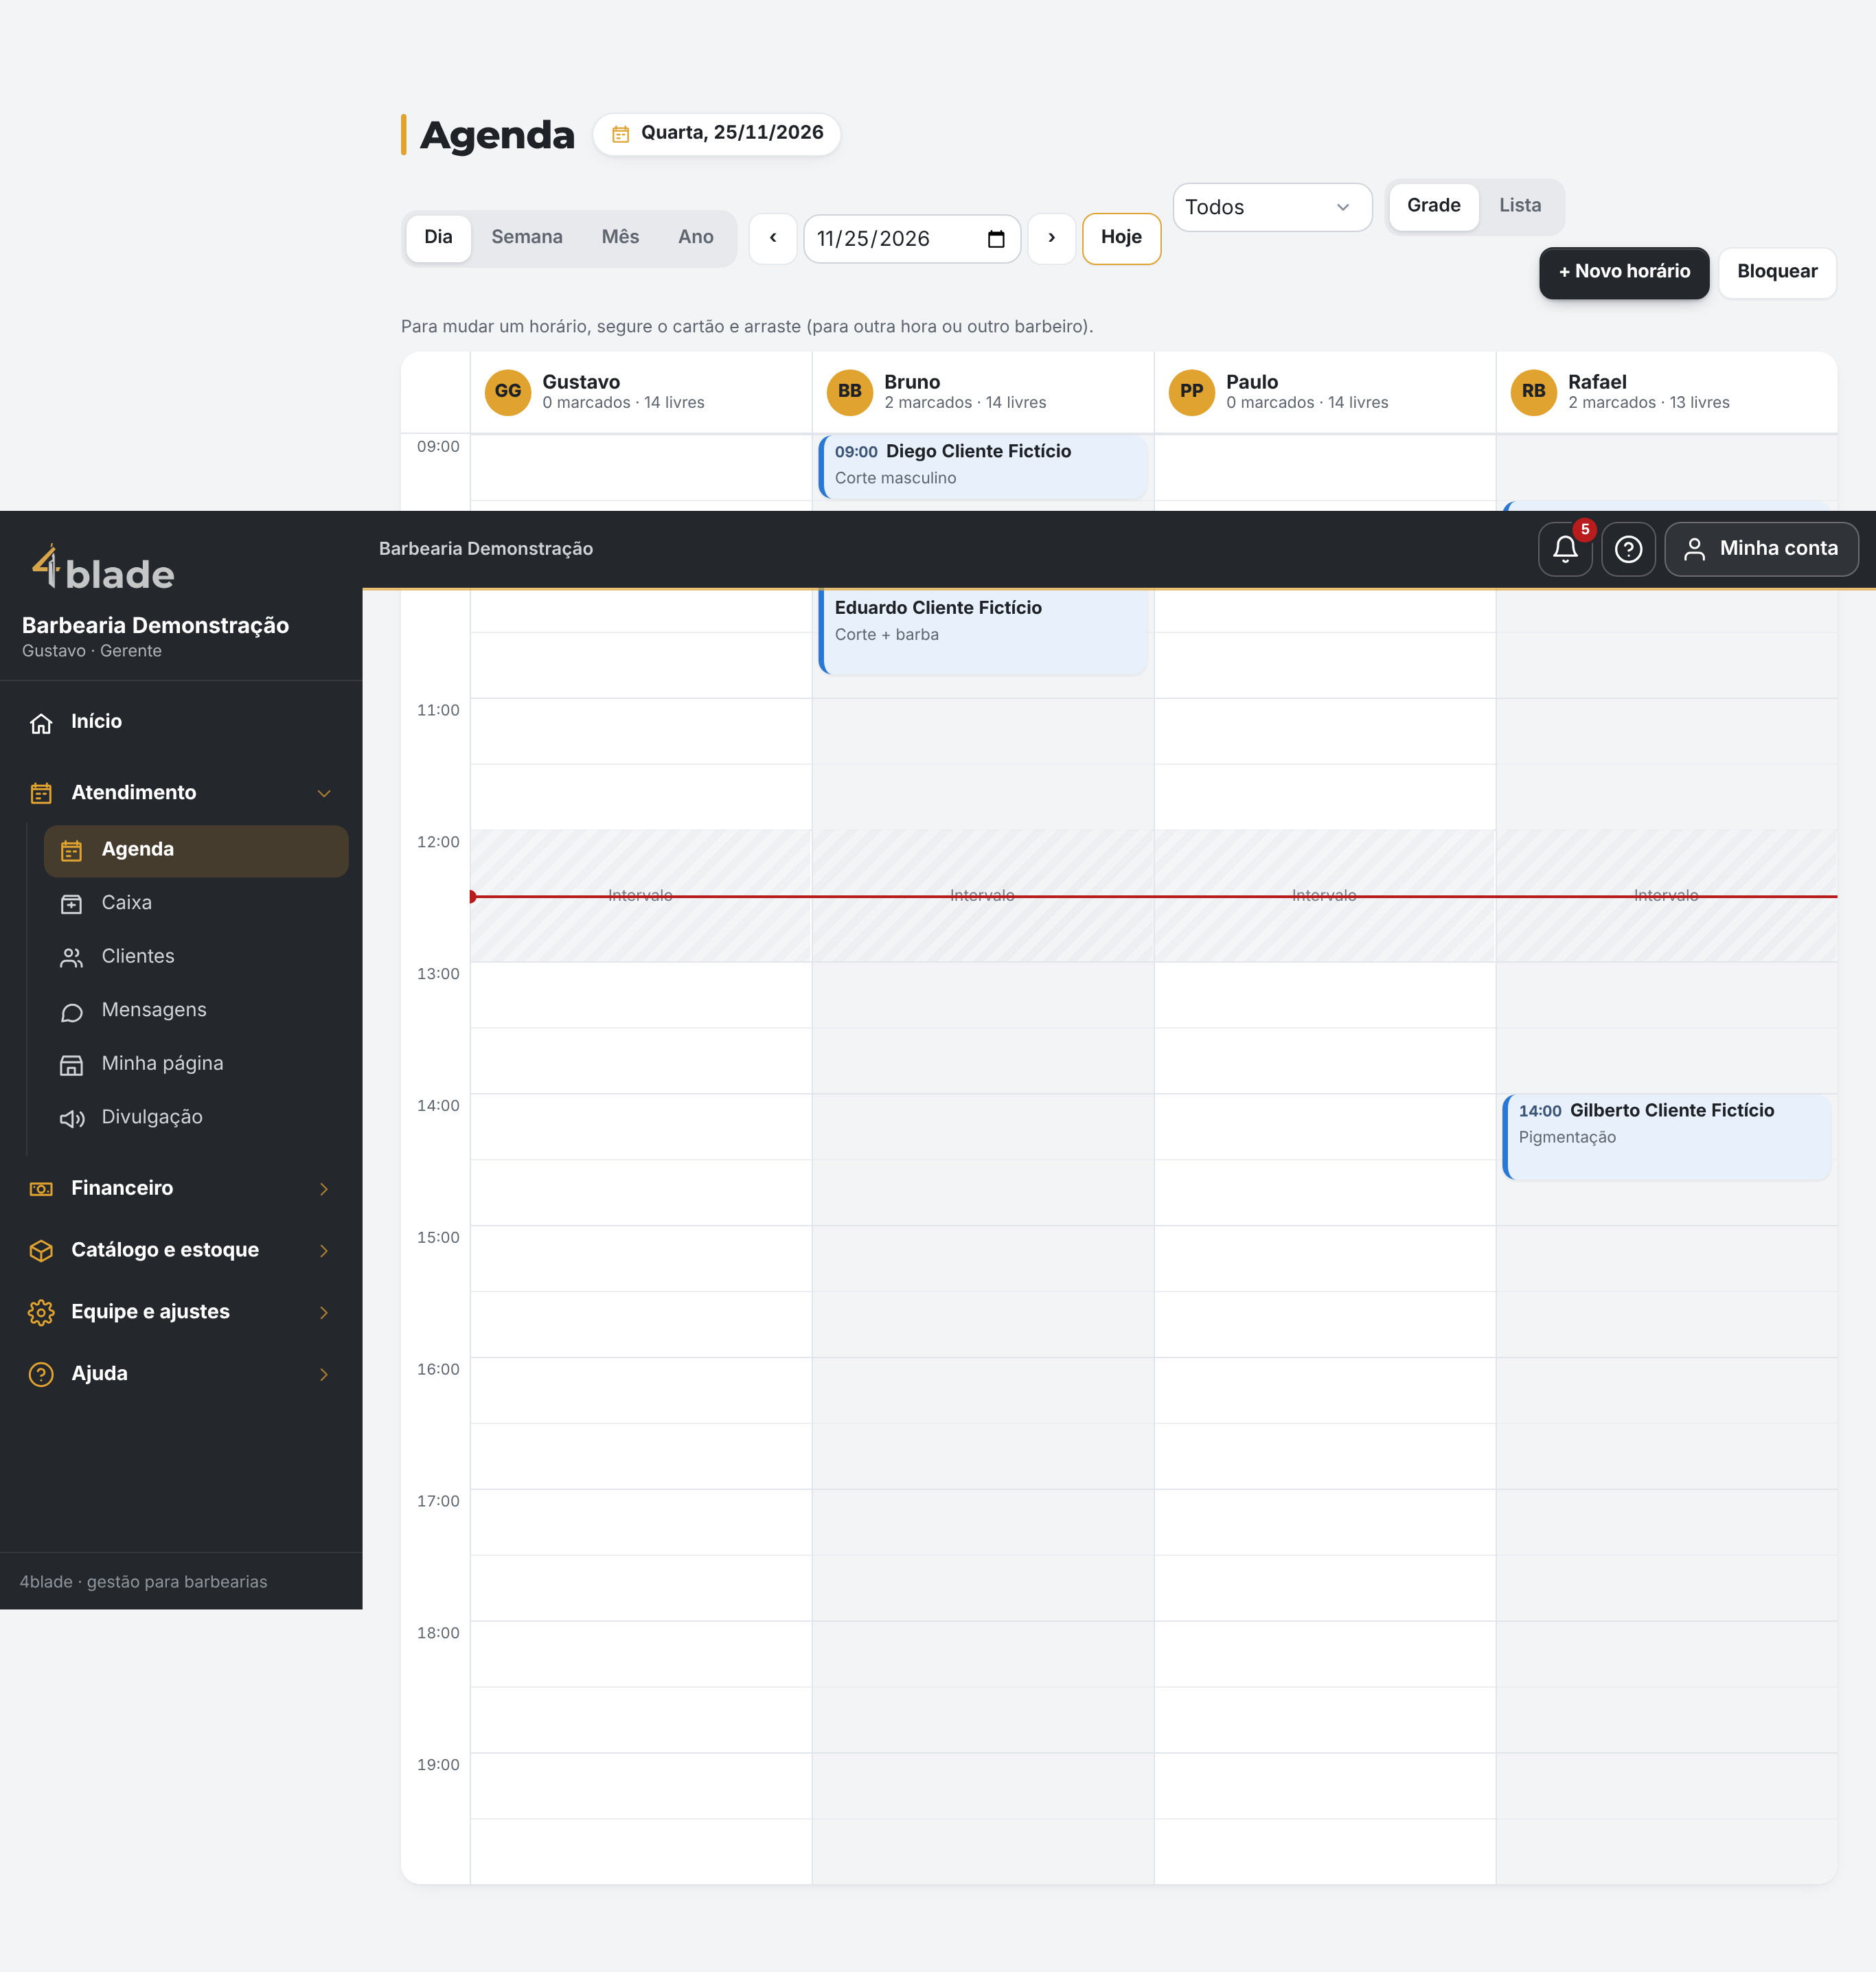 Agenda
Quarta, 25/11/2026
Dia
Semana
Mês
Ano
‹
11/25/2026
›
Hoje
Todos
Grade
Lista
+ Novo horário
Bloquear
Para mudar um horário, segure o cartão e arraste (para outra hora ou outro barbeiro).
GG
Gustavo
0 marcados · 14 livres
BB
Bruno
2 marcados · 14 livres
PP
Paulo
0 marcados · 14 livres
RB
Rafael
2 marcados · 13 livres
09:00
09:00 Diego Cliente Fictício
Corte masculino
4blade
Barbearia Demonstração
5
Minha conta
Barbearia Demonstração
Gustavo · Gerente
Início
Atendimento
Agenda
Caixa
Clientes
Mensagens
Minha página
Divulgação
Financeiro
Catálogo e estoque
Equipe e ajustes
Ajuda
4blade · gestão para barbearias
Eduardo Cliente Fictício
Corte + barba
11:00
12:00
Intervalo
Intervalo
Intervalo
Intervalo
13:00
14:00
14:00 Gilberto Cliente Fictício
Pigmentação
15:00
16:00
17:00
18:00
19:00